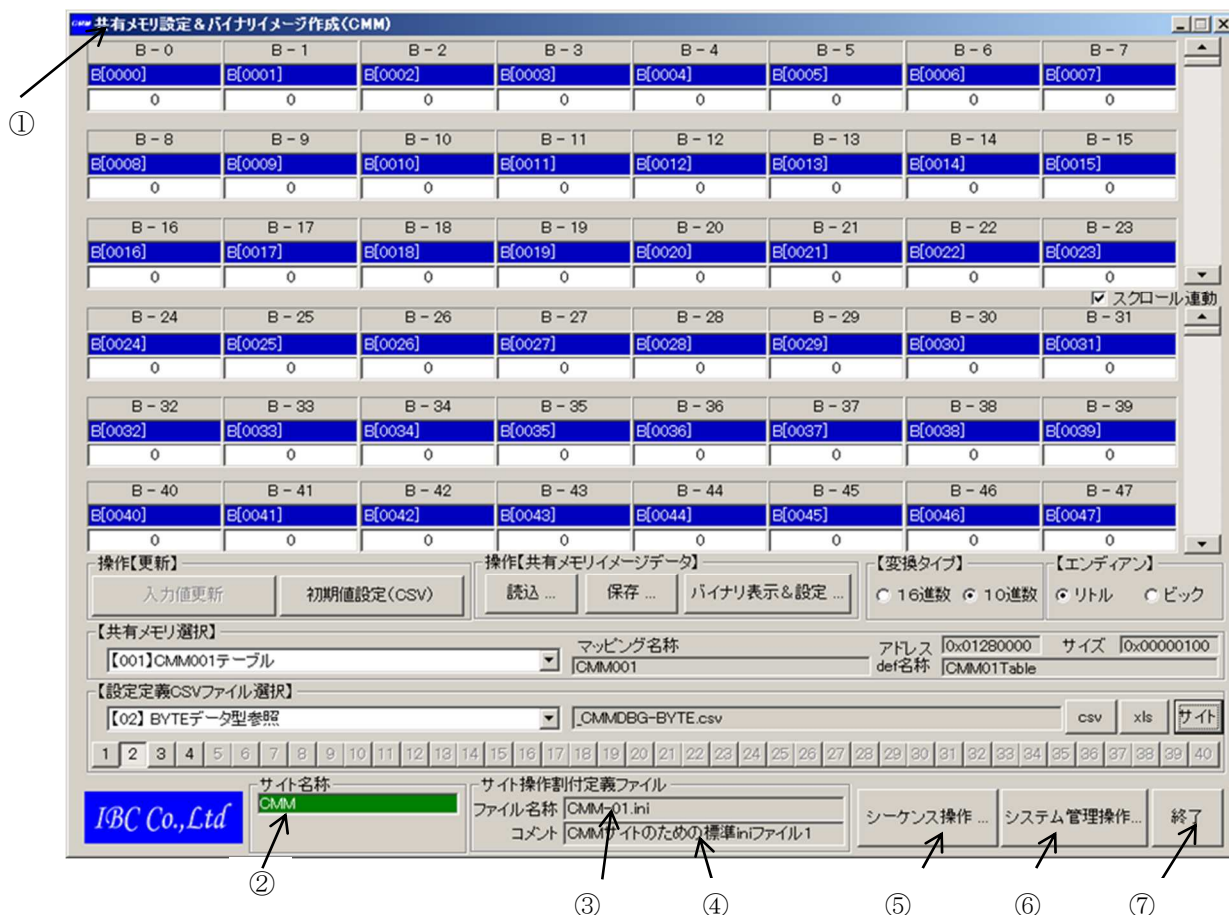 CMM 共有メモリ設定&バイナリイメージ作成(CMM)
B-0 B-1 B-2 B-3 B-4 B-5 B-6 B-7
B[0000] B[0001] B[0002] B[0003] B[0004] B[0005] B[0006] B[0007]
0 0 0 0 0 0 0 0
①
B-8 B-9 B-10 B-11 B-12 B-13 B-14 B-15
B[0008] B[0009] B[0010] B[0011] B[0012] B[0013] B[0014] B[0015]
0 0 0 0 0 0 0 0
B-16 B-17 B-18 B-19 B-20 B-21 B-22 B-23
B[0016] B[0017] B[0018] B[0019] B[0020] B[0021] B[0022] B[0023]
0 0 0 0 0 0 0 0
スクロール連動
B-24 B-25 B-26 B-27 B-28 B-29 B-30 B-31
B[0024] B[0025] B[0026] B[0027] B[0028] B[0029] B[0030] B[0031]
0 0 0 0 0 0 0 0
B-32 B-33 B-34 B-35 B-36 B-37 B-38 B-39
B[0032] B[0033] B[0034] B[0035] B[0036] B[0037] B[0038] B[0039]
0 0 0 0 0 0 0 0
B-40 B-41 B-42 B-43 B-44 B-45 B-46 B-47
B[0040] B[0041] B[0042] B[0043] B[0044] B[0045] B[0046] B[0047]
0 0 0 0 0 0 0 0
操作【更新】 操作【共有メモリイメージデータ】 【変換タイプ】 【エンディアン】
入力値更新 初期値設定(CSV) 読込 ... 保存 ... バイナリ表示&設定 ... 16進数 10進数 リトル ビック
【共有メモリ選択】
【001】CMM001テーブル マッピング名称 アドレス 0x01280000 サイズ 0x00000100
CMM001 def名称 CMM01Table
【設定定義CSVファイル選択】
【02】BYTEデータ型参照 _CMMDBG-BYTE.csv csv xls サイト
1 2 3 4 5 6 7 8 9 10 11 12 13 14 15 16 17 18 19 20 21 22 23 24 25 26 27 28 29 30 31 32 33 34 35 36 37 38 39 40
サイト名称 サイト操作割付定義ファイル
IBC Co.,Ltd CMM ファイル名称 CMM-01.ini シーケンス操作 ... システム管理操作... 終了
コメント CMMサイトのための標準iniファイル1
② ③ ④ ⑤ ⑥ ⑦